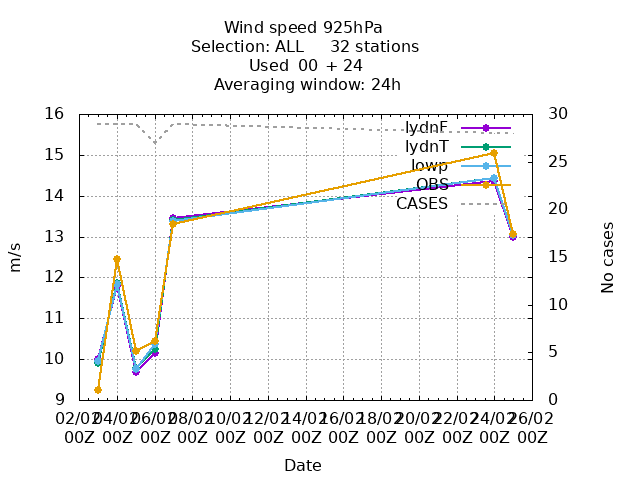 Wind speed 925hPa
Selection: ALL 32 stations
Used 00 + 24
Averaging window: 24h
16 30
15 25
14 20
13 15
12 10
11 5
10 0
9
m/s
No cases
lydnF
lydnT
lowp
OBS
CASES
02/02 04/02 06/02 08/02 10/02 12/02 14/02 16/02 18/02 20/02 22/02 24/02 26/02
00Z 00Z 00Z 00Z 00Z 00Z 00Z 00Z 00Z 00Z 00Z 00Z 00Z
Date